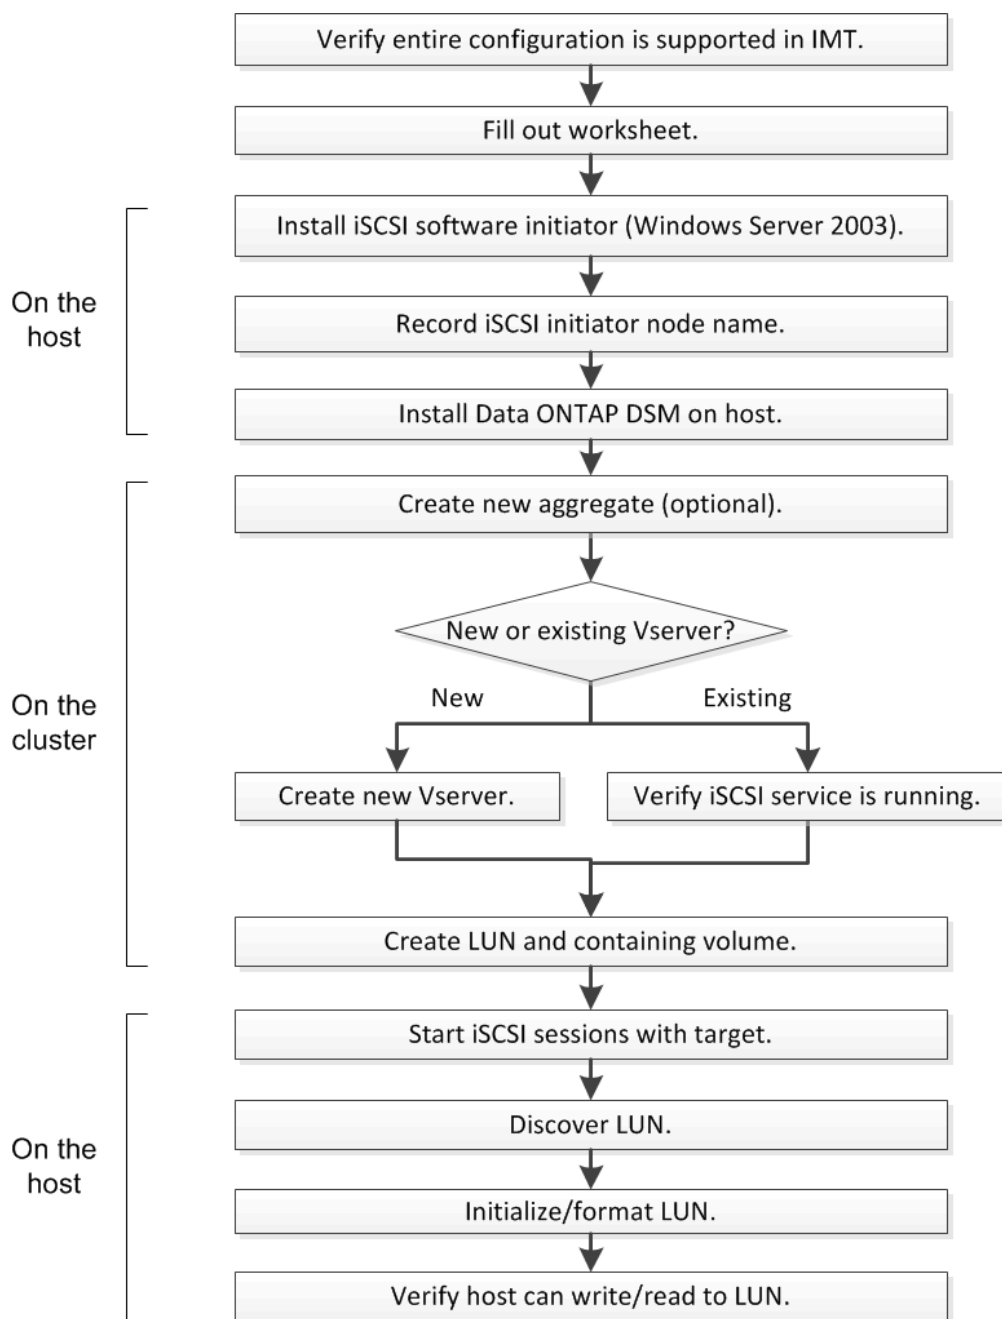 Verify entire configuration is supported in IMT.
Fill out worksheet.
On the
host
Install iSCSI software initiator (Windows Server 2003).
Record iSCSI initiator node name.
Install Data ONTAP DSM on host.
On the
cluster
Create new aggregate (optional).
New or existing Vserver?
New
Existing
Create new Vserver.
Verify iSCSI service is running.
Create LUN and containing volume.
On the
host
Start iSCSI sessions with target.
Discover LUN.
Initialize/format LUN.
Verify host can write/read to LUN.